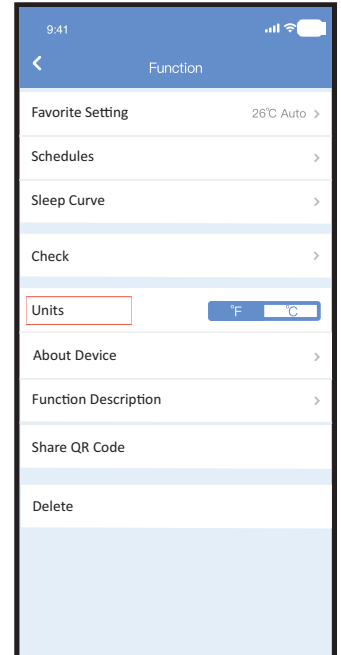 9:41
Function
Favorite Setting 26℃ Auto >
Schedules >
Sleep Curve >
Check >
Units ℉ ℃
About Device >
Function Description >
Share QR Code
Delete